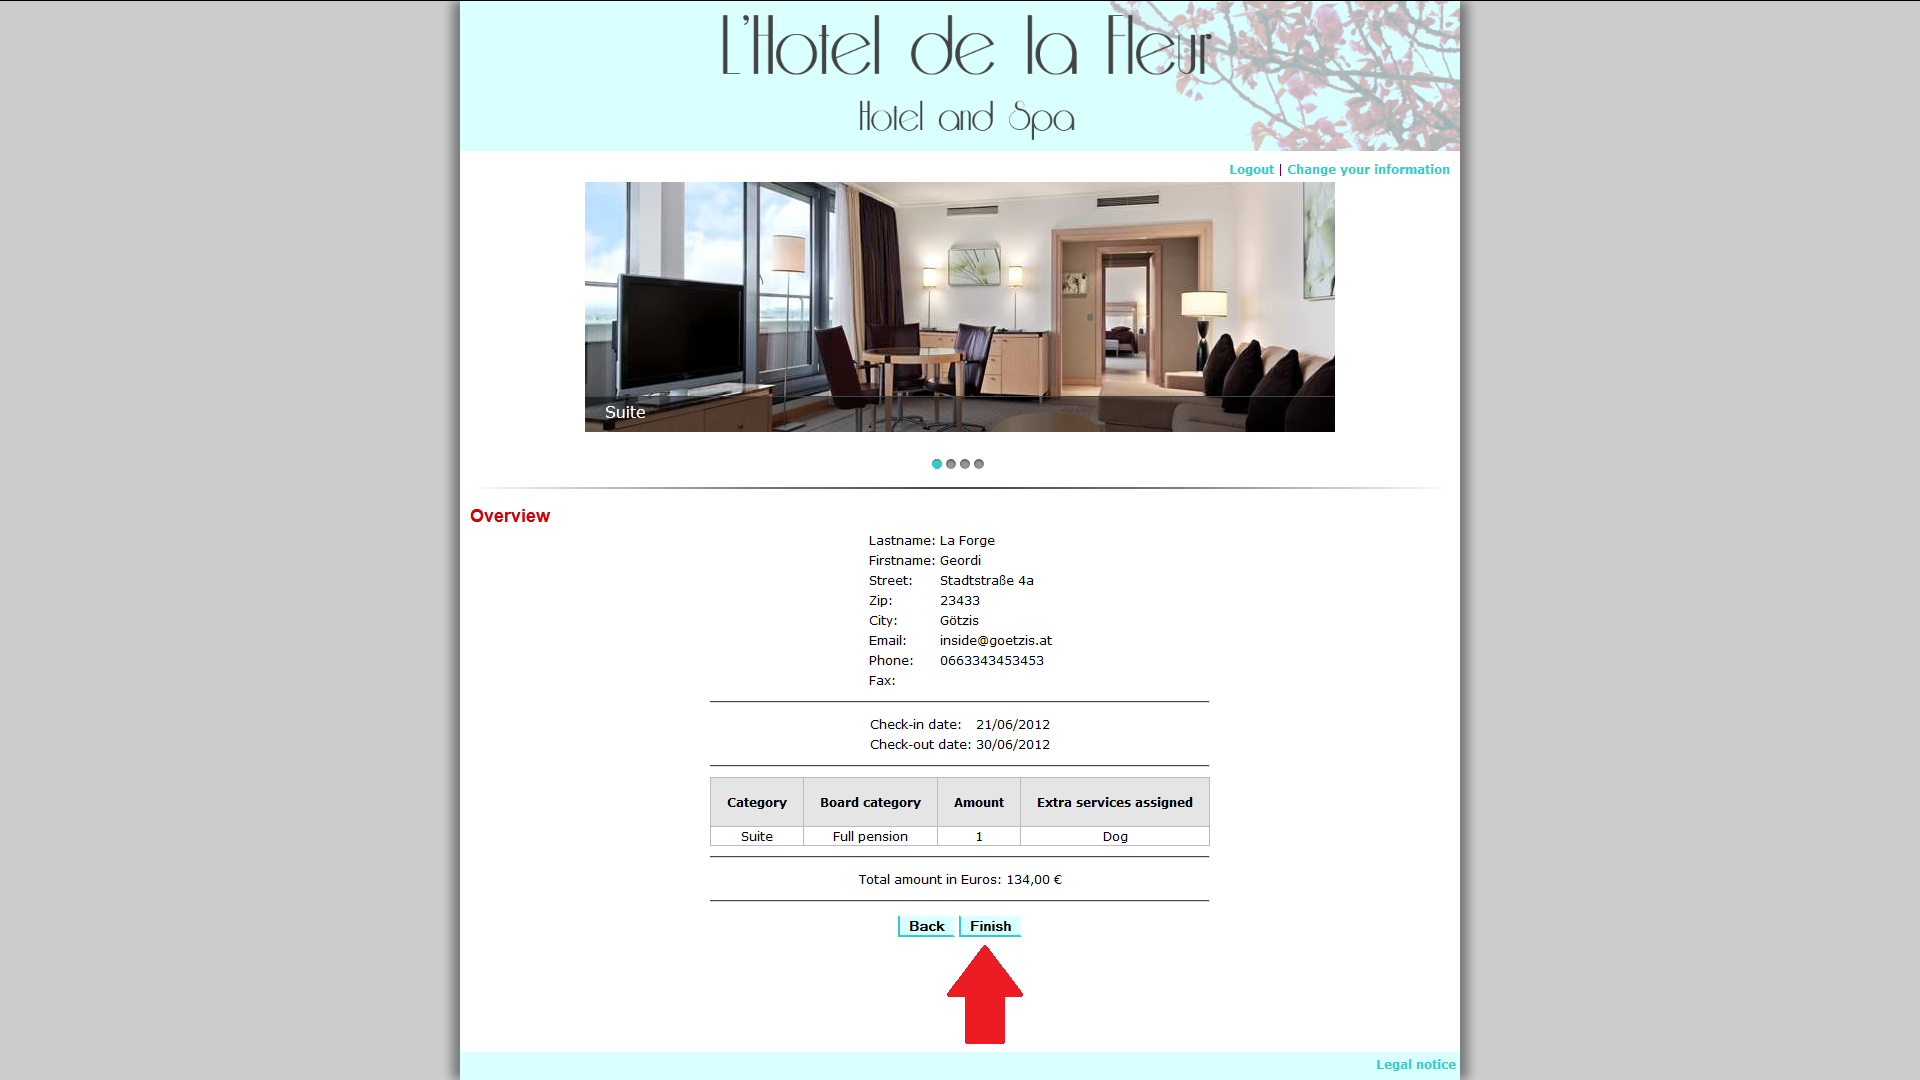 L'Hotel de la Fleur
Hotel and Spa
Logout | Change your information
Suite
Overview
Lastname: La Forge
Firstname: Geordi
Street: Stadtstraße 4a
Zip: 23433
City: Götzis
Email: inside@goetzis.at
Phone: 0663343453453
Fax:
Check-in date: 21/06/2012
Check-out date: 30/06/2012
Category Board category Amount Extra services assigned
Suite Full pension 1 Dog
Total amount in Euros: 134,00 €
Back Finish
Legal notice